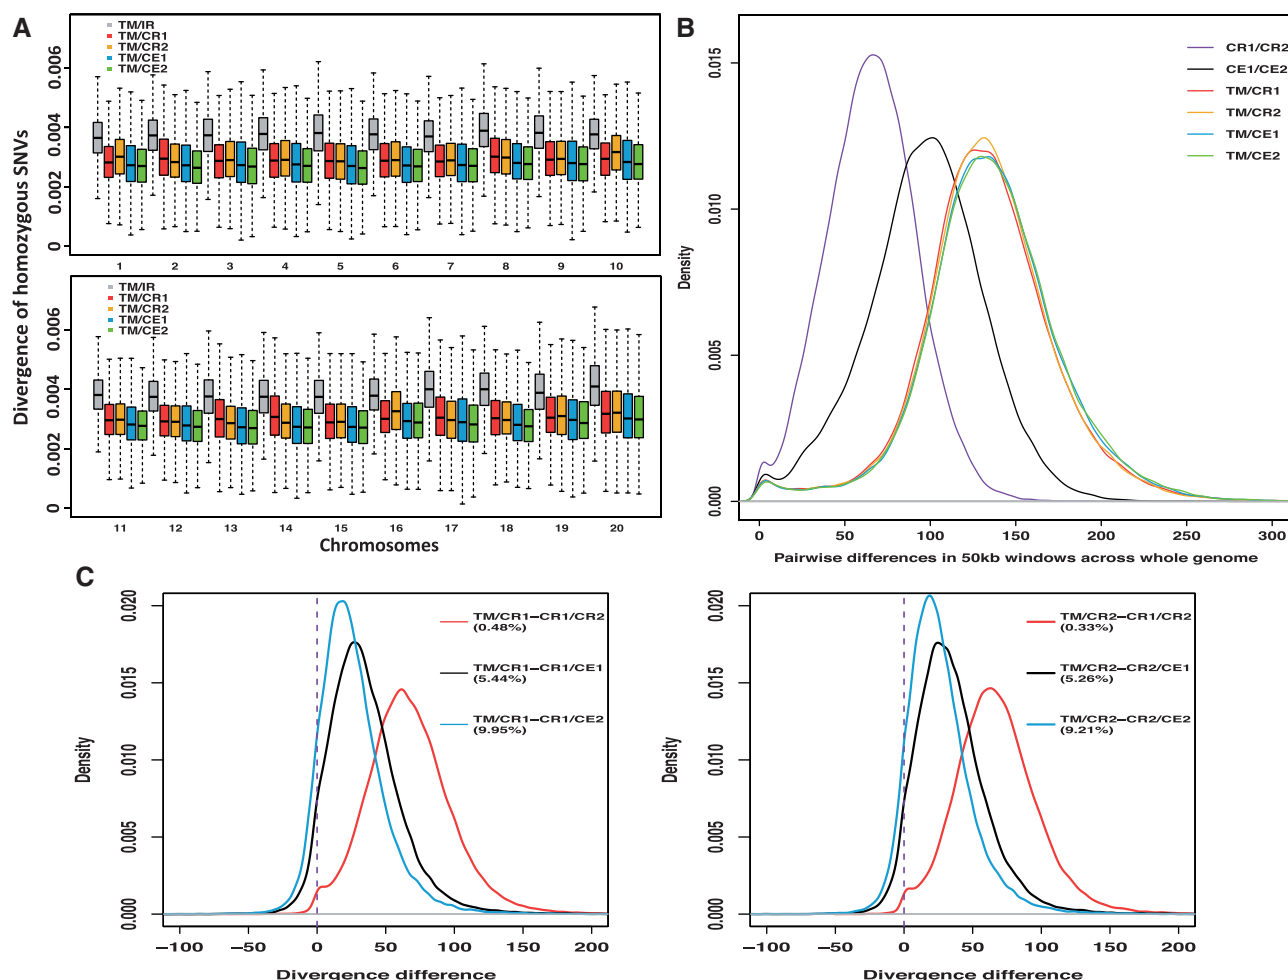 A
Divergence of homozygous SNVs
0.006
0.004
0.002
0
TM/IR
TM/CR1
TM/CR2
TM/CE1
TM/CE2
1 2 3 4 5 6 7 8 9 10
0.006
0.004
0.002
0
TM/IR
TM/CR1
TM/CR2
TM/CE1
TM/CE2
11 12 13 14 15 16 17 18 19 20
Chromosomes
B
Density
0.015
0.010
0.005
0.000
CR1/CR2
CE1/CE2
TM/CR1
TM/CR2
TM/CE1
TM/CE2
0 50 100 150 200 250 300
Pairwise differences in 50kb windows across whole genome
C
Density
0.020
0.015
0.010
0.005
0.000
TM/CR1–CR1/CR2
(0.48%)
TM/CR1–CR1/CE1
(5.44%)
TM/CR1–CR1/CE2
(9.95%)
−100 −50 0 50 100 150 200
Divergence difference
Density
0.020
0.015
0.010
0.005
0.000
TM/CR2–CR1/CR2
(0.33%)
TM/CR2–CR2/CE1
(5.26%)
TM/CR2–CR2/CE2
(9.21%)
−100 −50 0 50 100 150 200
Divergence difference